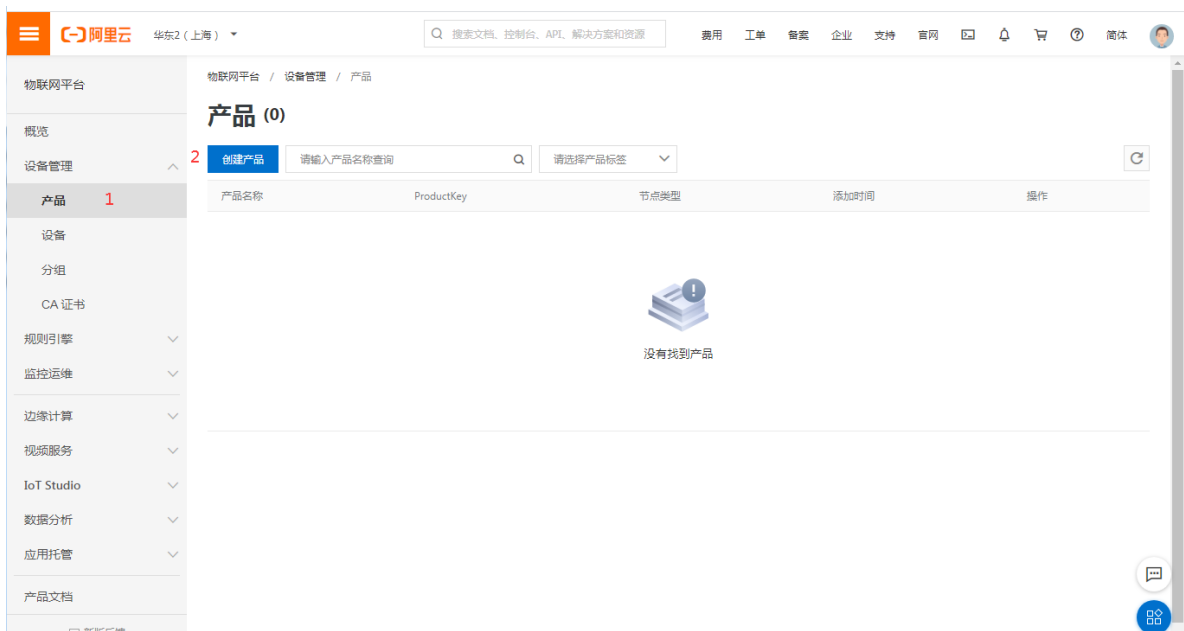 阿里云 华东2（上海） 搜索文档、控制台、API、解决方案和资源 费用 工单 备案 企业 支持 官网 简体
物联网平台
概览
设备管理
产品 1
设备
分组
CA 证书
规则引擎
监控运维
边缘计算
视频服务
IoT Studio
数据分析
应用托管
产品文档
物联网平台 / 设备管理 / 产品
产品 (0)
2 创建产品 请输入产品名称查询 请选择产品标签
产品名称 ProductKey 节点类型 添加时间 操作
没有找到产品